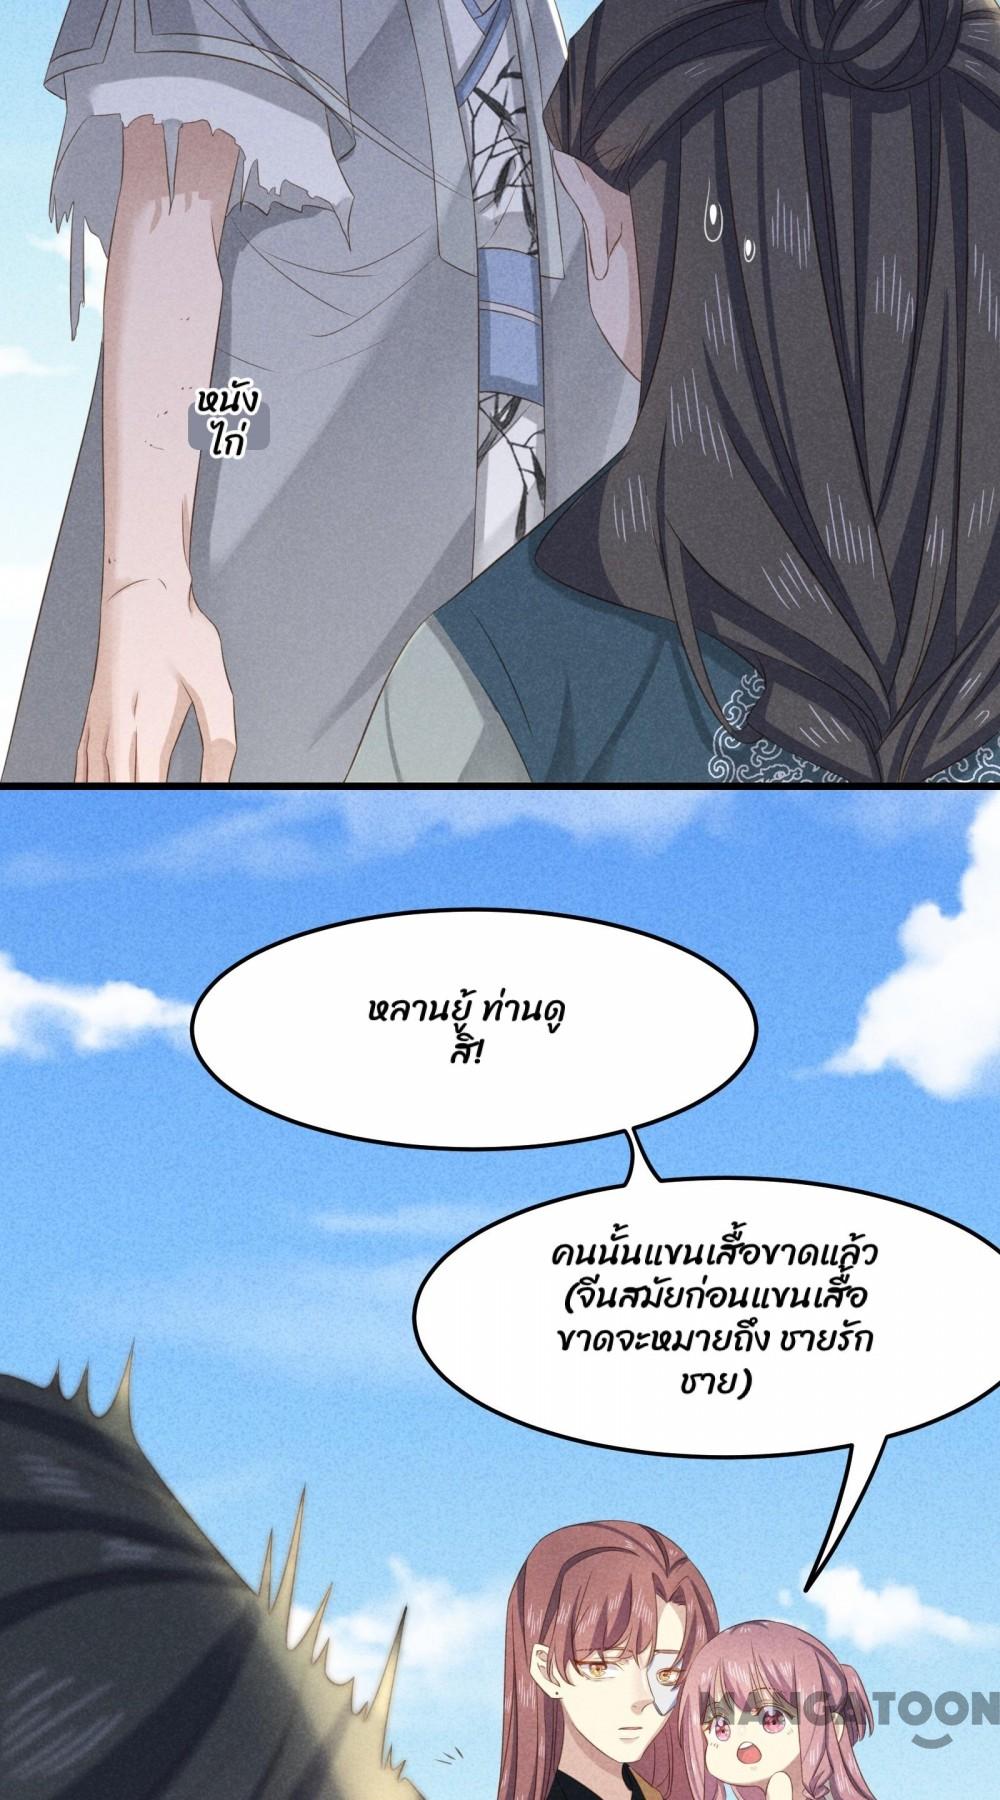 หนัง
ไก่
หลานยู้ ท่านดู
สิ!
คนนั้นแขนเสื้อขาดแล้ว
(จีนสมัยก่อนแขนเสื้อ
ขาดจะหมายถึง ชายรัก
ชาย)
MANGATOON